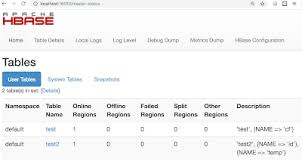 localhost:16010/master-status
APACHE
HBASE
Home Table Details Local Logs Log Level Debug Dump Metrics Dump HBase Configuration
Tables
User Tables System Tables Snapshots
2 table(s) in set. [Details]
Namespace Table Name Online Regions Offline Regions Failed Regions Split Regions Other Regions Description
default test 1 0 0 0 0 'test', {NAME => 'cf'}
default test2 1 0 0 0 0 'test2', {NAME => 'id'}, {NAME => 'temp'}